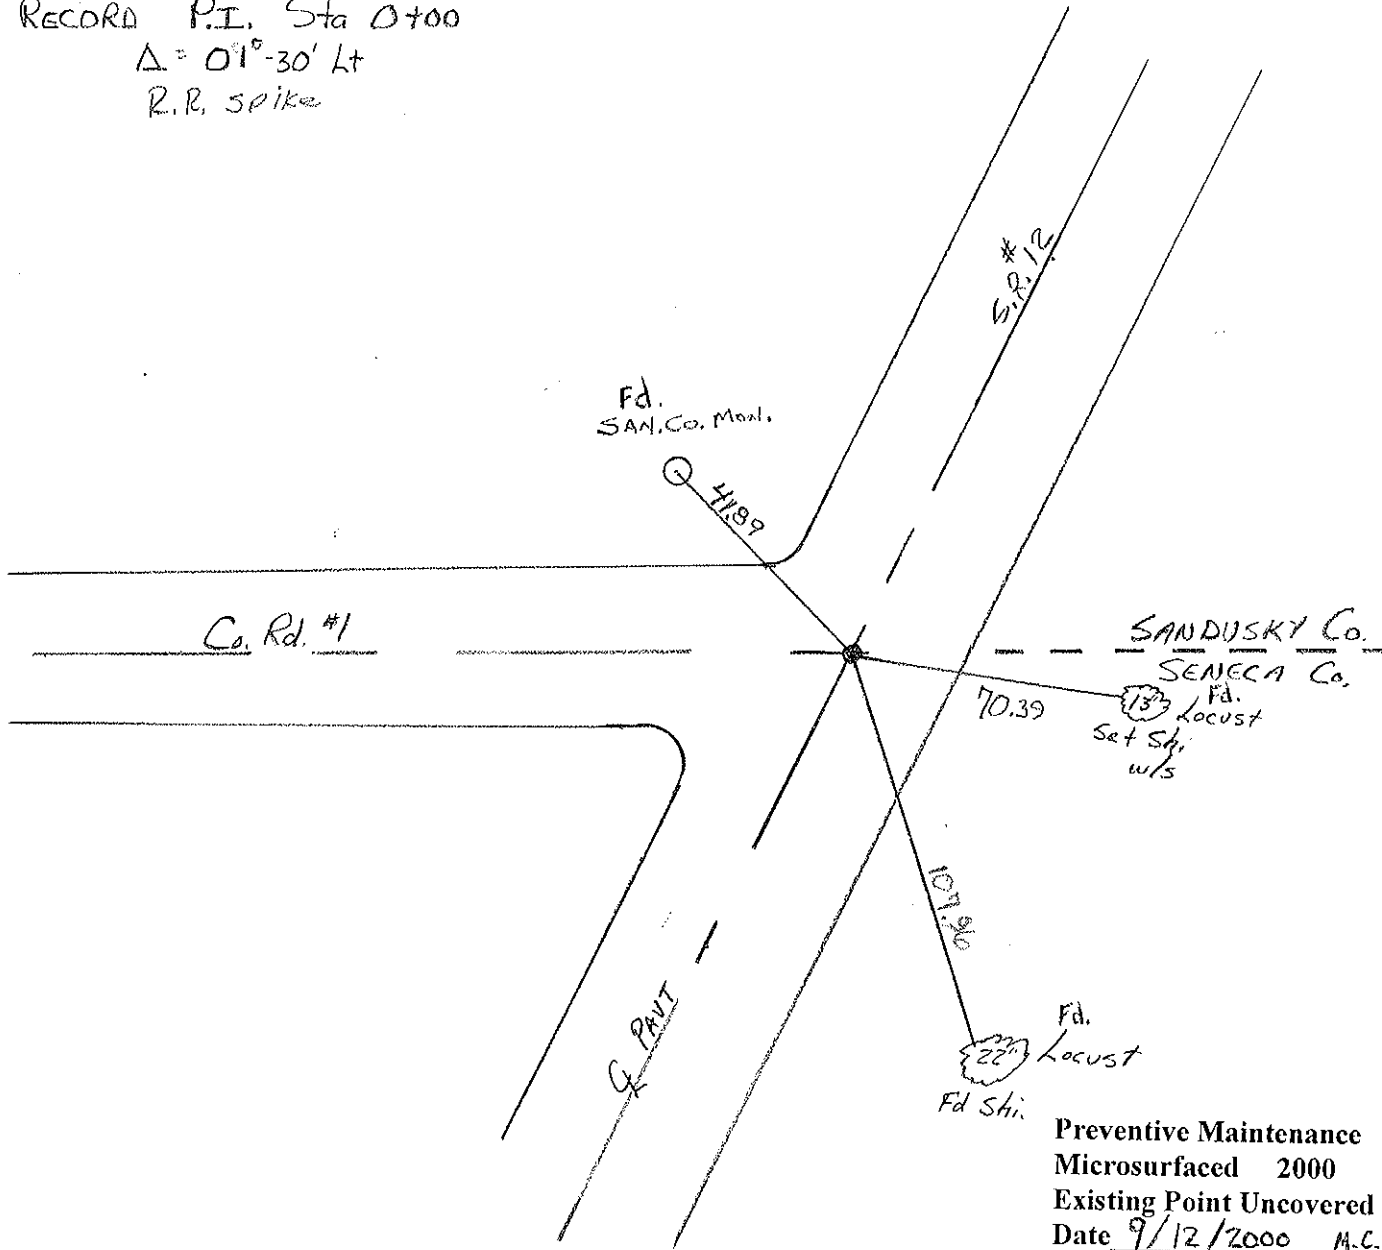 RECORD P.I. Sta 0+00
Δ = 01°-30' Lt
R.R. spike
S.R. #12
Fd.
SAN. Co. Mon.
41.89
Co. Rd. #1
SANDUSKY Co.
SENECA Co.
70.39
13"
Fd.
Locust
Set Shi.
w/s
107.96
℄ PAVT
22"
Fd.
Locust
Fd Shi.
Preventive Maintenance
Microsurfaced 2000
Existing Point Uncovered
Date 9/12/2000 M.C.